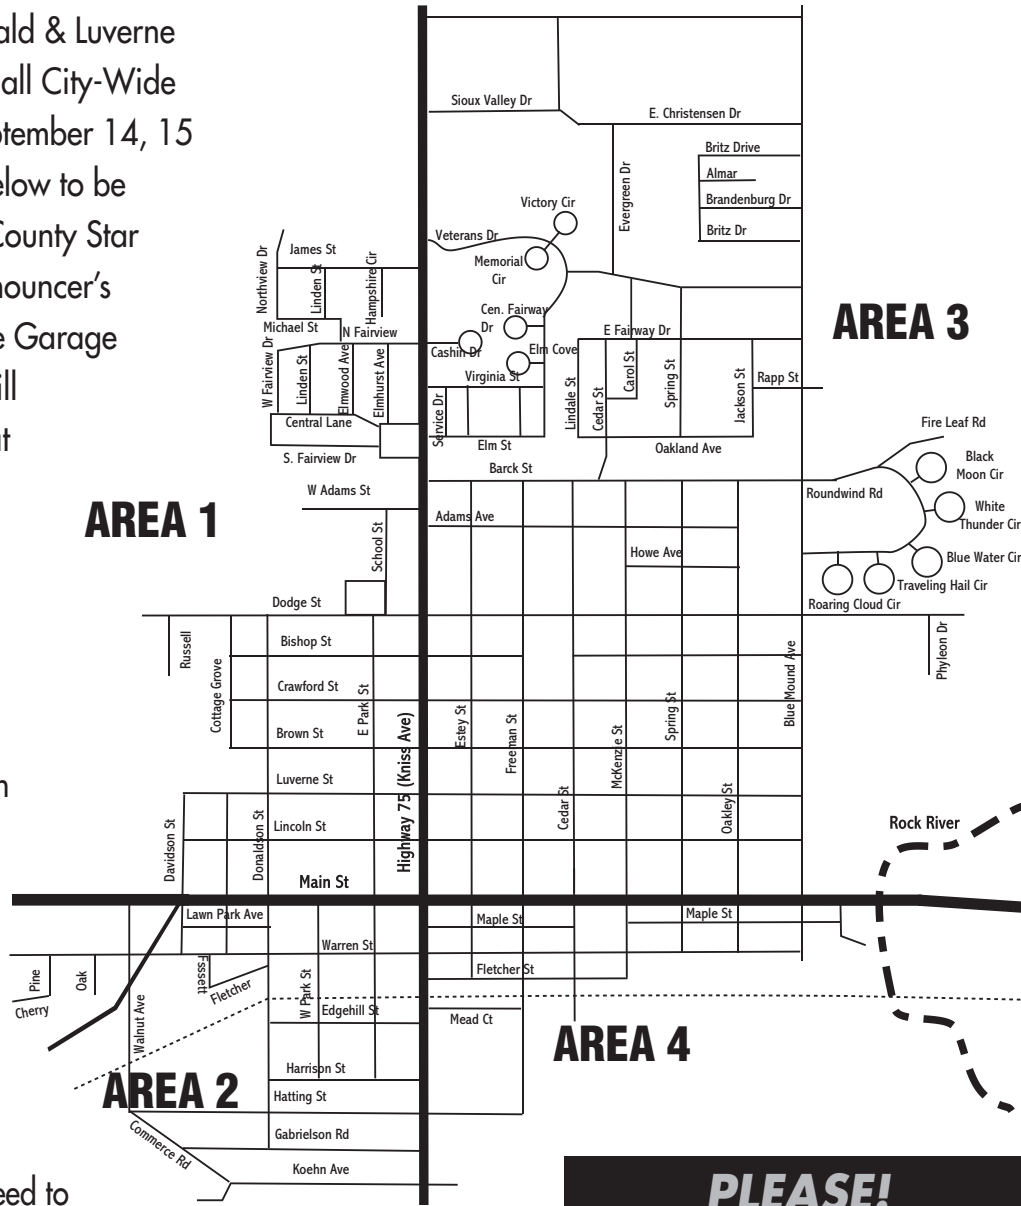 ald & Luverne
all City-Wide
tember 14, 15
elow to be
County Star
nouncer's
e Garage
ill
at
n
eed to
Sioux Valley Dr
E. Christensen Dr
Britz Drive
Almar
Brandenburg Dr
Britz Dr
Evergreen Dr
Victory Cir
Veterans Dr
Memorial
Cir
Northview Dr
James St
Linden St
Hampshire Cir
Michael St
N Fairview
Cen. Fairway
Dr
Cashin Dr
Elm Cove
E Fairway Dr
AREA 3
W Fairview Dr
Linden St
Elmwood Ave
Elmhurst Ave
Virginia St
Service Dr
Lindale St
Cedar St
Carol St
Spring St
Jackson St
Rapp St
Central Lane
S. Fairview Dr
Elm St
Oakland Ave
Barck St
Fire Leaf Rd
Black
Moon Cir
Roundwind Rd
White
Thunder Cir
Blue Water Cir
Traveling Hail Cir
Roaring Cloud Cir
W Adams St
AREA 1
Adams Ave
School St
Howe Ave
Dodge St
Russell
Bishop St
Cottage Grove
Crawford St
E Park St
Brown St
Highway 75 (Kniss Ave)
Estey St
Freeman St
McKenzie St
Spring St
Blue Mound Ave
Phyleon Dr
Luverne St
Davidson St
Donaldson St
Lincoln St
Cedar St
Oakley St
Rock River
Main St
Lawn Park Ave
Maple St
Maple St
Warren St
Fletcher St
Pine
Oak
Cherry
Fsssett
Fletcher
W Park St
Walnut Ave
Edgehill St
Mead Ct
AREA 4
Harrison St
AREA 2
Hatting St
Commerce Rd
Gabrielson Rd
Koehn Ave
PLEASE!